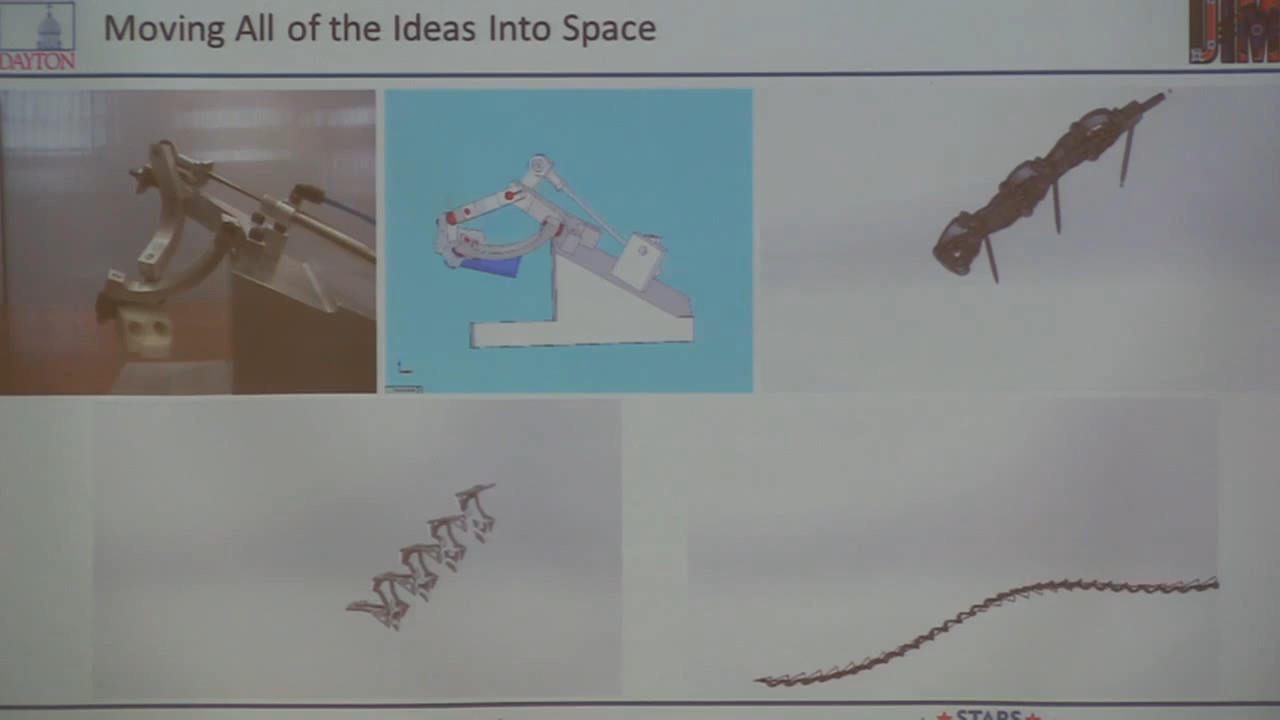 Moving All of the Ideas Into Space
DAYTON
★STARS★